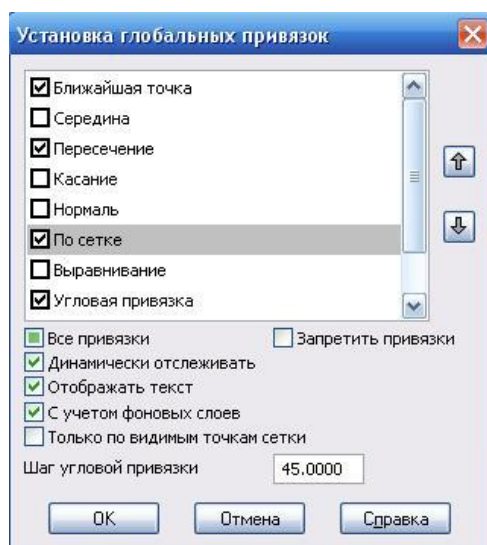 Установка глобальных привязок
Ближайшая точка
Середина
Пересечение
Касание
Нормаль
По сетке
Выравнивание
Угловая привязка
Все привязки Запретить привязки
Динамически отслеживать
Отображать текст
С учетом фоновых слоев
Только по видимым точкам сетки
Шаг угловой привязки 45.0000
OK Отмена Справка